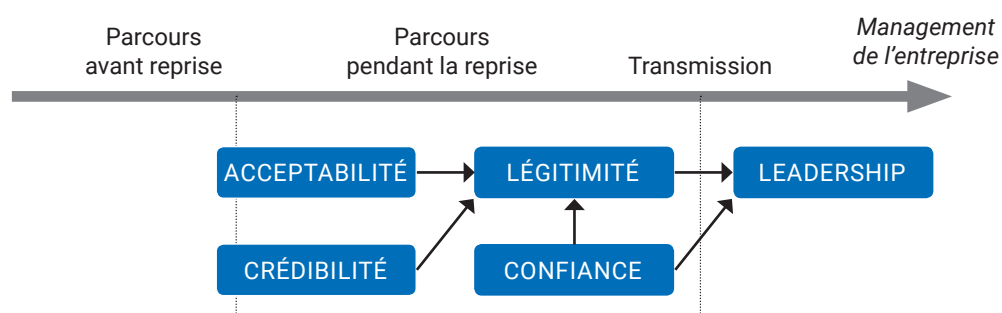 Parcours
avant reprise
Parcours
pendant la reprise
Transmission
Management
de l'entreprise
ACCEPTABILITÉ
LÉGITIMITÉ
LEADERSHIP
CRÉDIBILITÉ
CONFIANCE